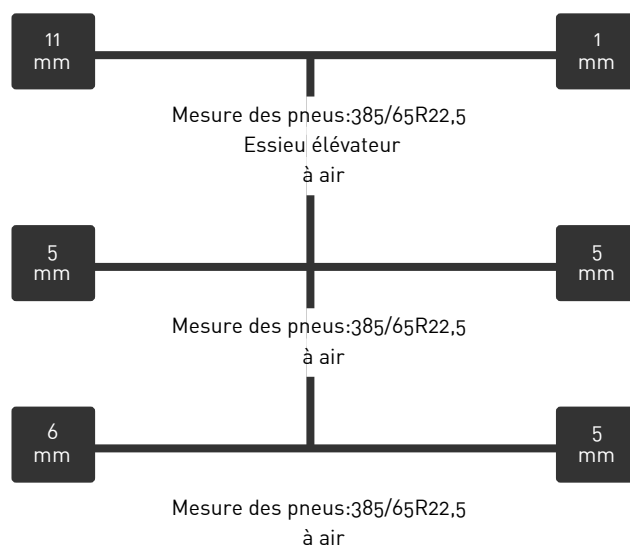 11
mm
1
mm
Mesure des pneus:385/65R22,5
Essieu élévateur
à air
5
mm
5
mm
Mesure des pneus:385/65R22,5
à air
6
mm
5
mm
Mesure des pneus:385/65R22,5
à air